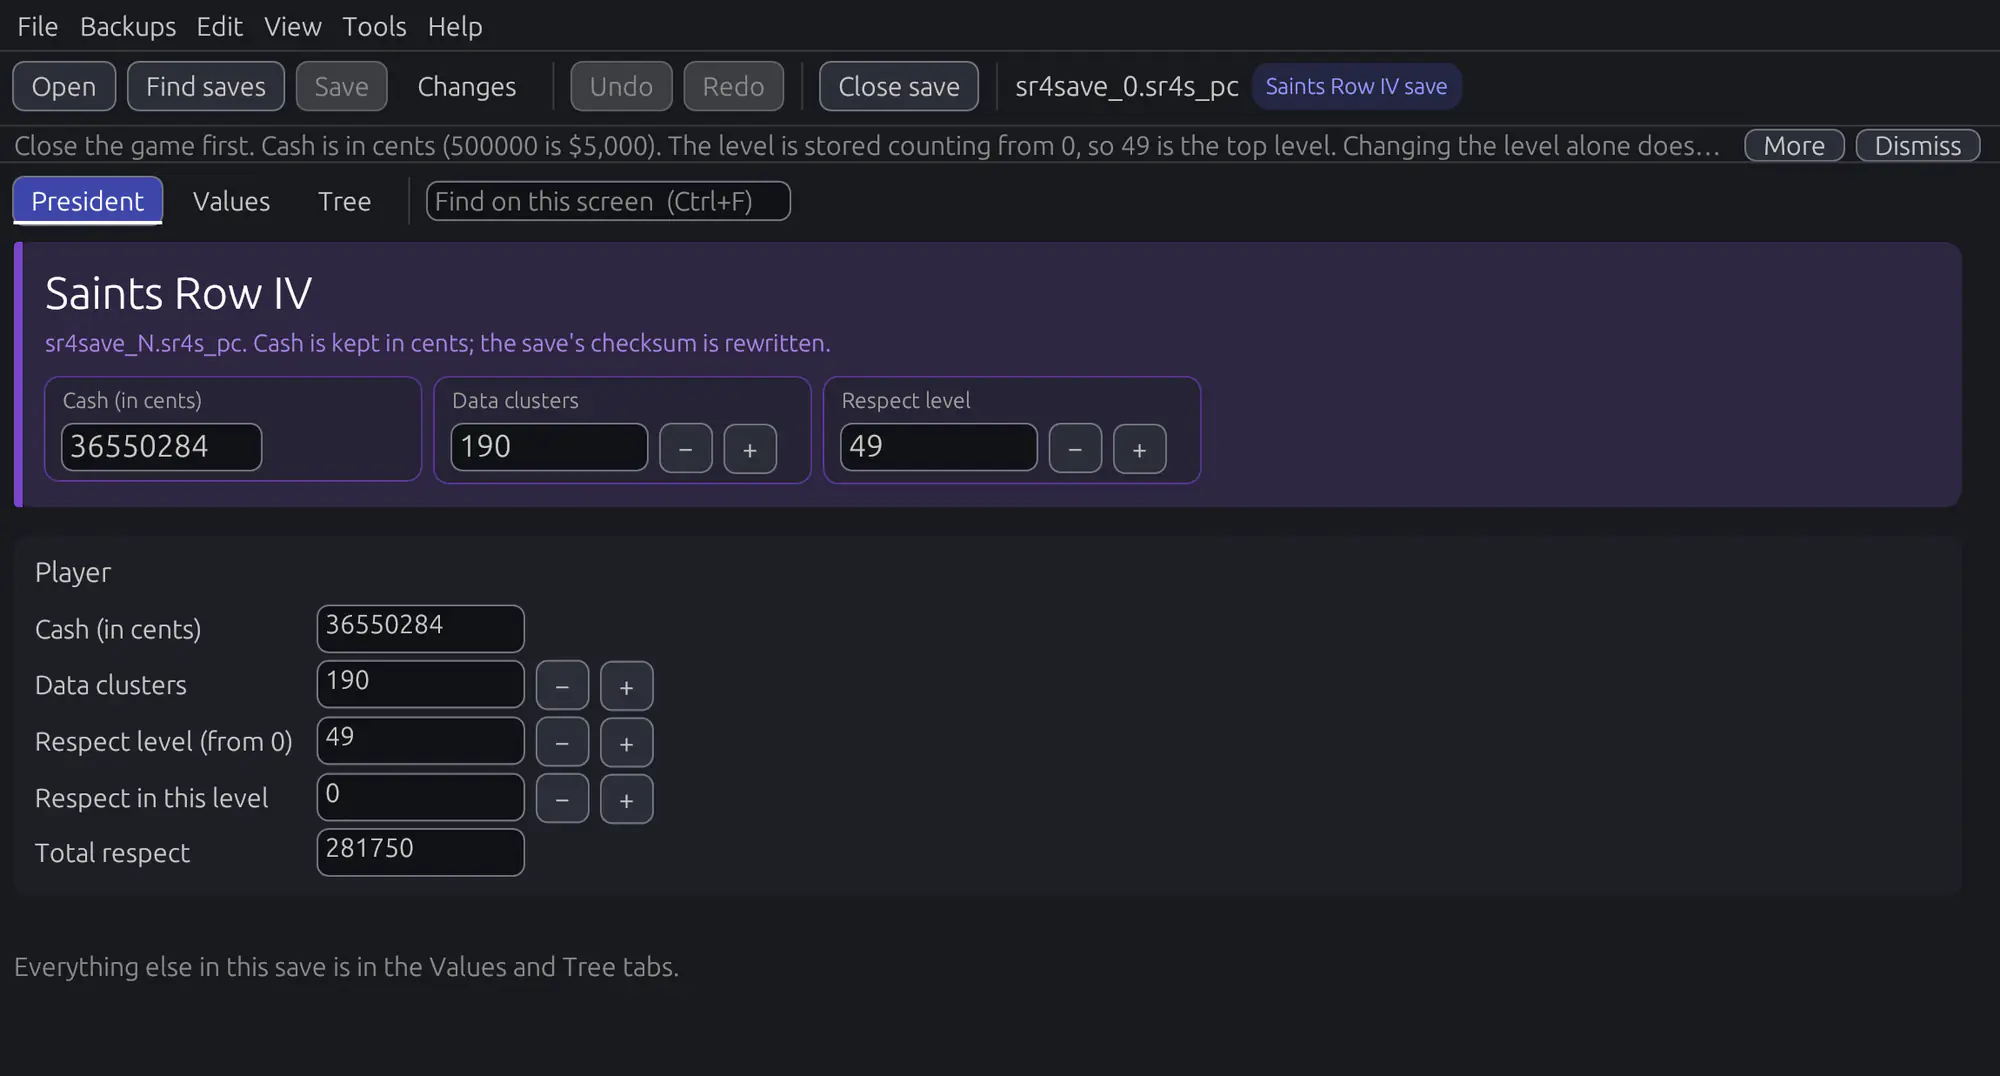 File Backups Edit View Tools Help
Open Find saves Save Changes Undo Redo Close save sr4save_0.sr4s_pc Saints Row IV save
Close the game first. Cash is in cents (500000 is $5,000). The level is stored counting from 0, so 49 is the top level. Changing the level alone does… More Dismiss
President Values Tree Find on this screen (Ctrl+F)
Saints Row IV
sr4save_N.sr4s_pc. Cash is kept in cents; the save's checksum is rewritten.
Cash (in cents) Data clusters Respect level
36550284 190 − + 49 − +
Player
Cash (in cents) 36550284
Data clusters 190 − +
Respect level (from 0) 49 − +
Respect in this level 0 − +
Total respect 281750
Everything else in this save is in the Values and Tree tabs.